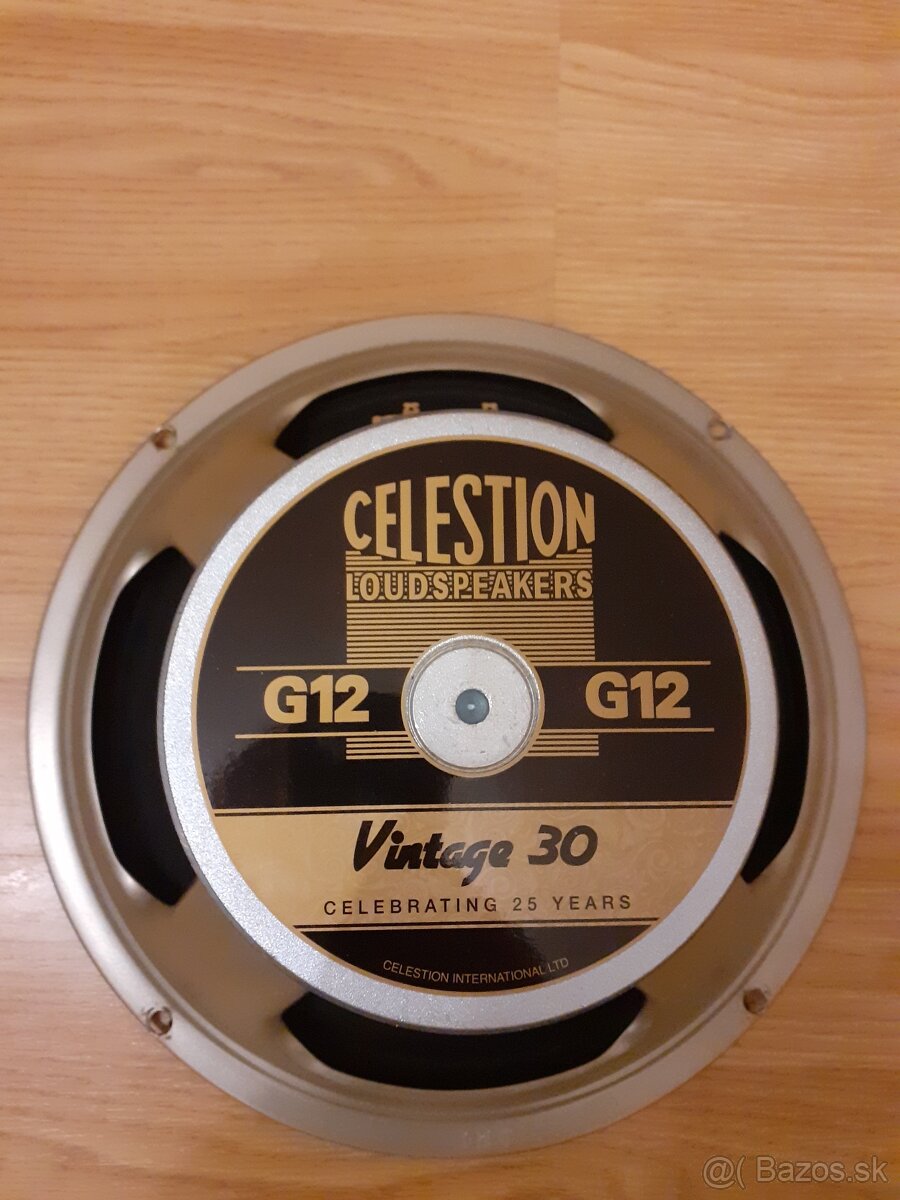 CELESTION
LOUDSPEAKERS
G12 G12
Vintage 30
CELEBRATING 25 YEARS
CELESTION INTERNATIONAL LTD
@( Bazos.sk